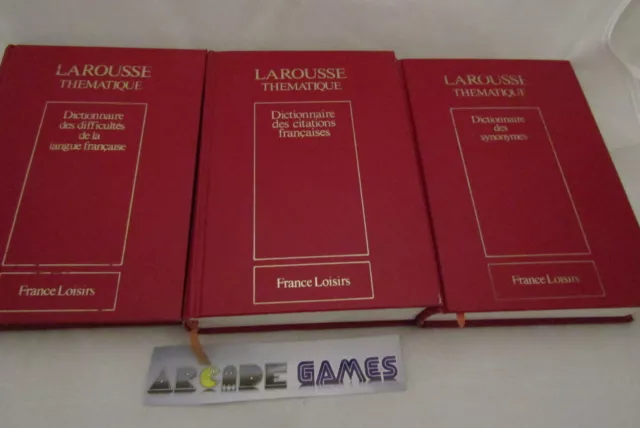 LAROUSSE
THEMATIQUE
Dictionnaire
des difficultés
de la
langue française
France Loisirs
LAROUSSE
THEMATIQUE
Dictionnaire
des citations
françaises
France Loisirs
LAROUSSE
THEMATIQUE
Dictionnaire
des
synonymes
France Loisirs
ARCADE GAMES